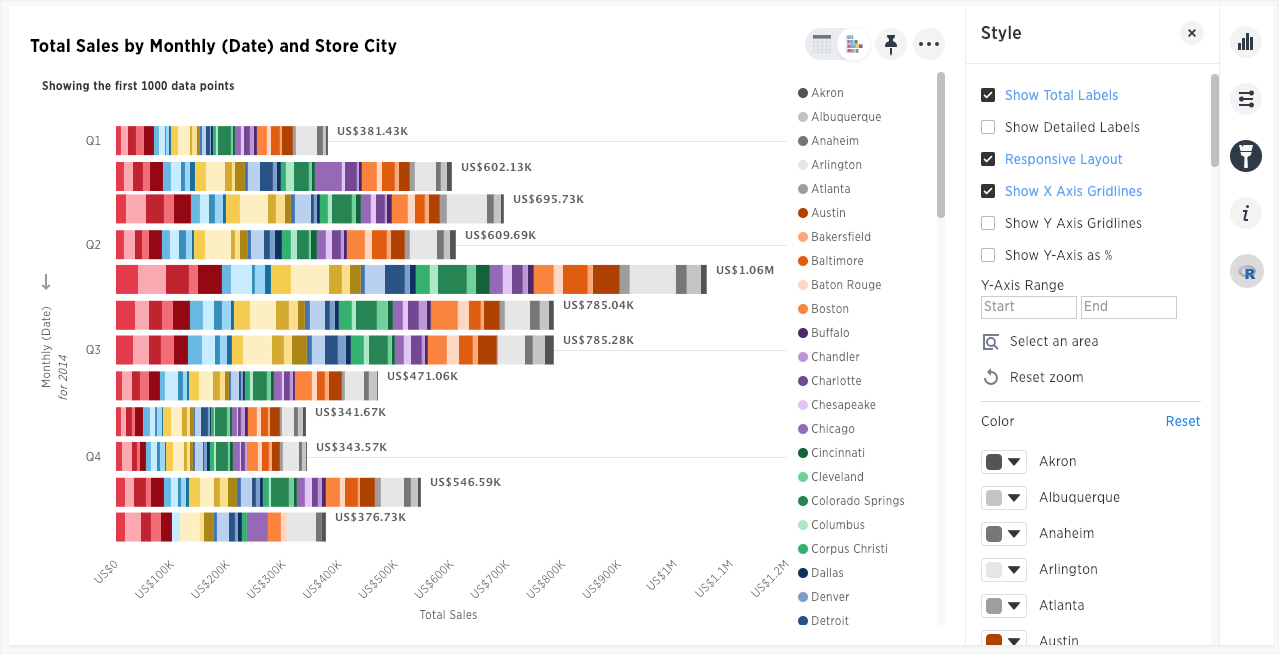 Total Sales by Monthly (Date) and Store City
Showing the first 1000 data points
Q1
Q2
Q3
Q4
Monthly (Date)
for 2014
US$381.43K
US$602.13K
US$695.73K
US$609.69K
US$1.06M
US$785.04K
US$785.28K
US$471.06K
US$341.67K
US$343.57K
US$546.59K
US$376.73K
US$0
US$100K
US$200K
US$300K
US$400K
US$500K
US$600K
US$700K
US$800K
US$900K
US$1M
US$1.1M
US$1.2M
Total Sales
Akron
Albuquerque
Anaheim
Arlington
Atlanta
Austin
Bakersfield
Baltimore
Baton Rouge
Boston
Buffalo
Chandler
Charlotte
Chesapeake
Chicago
Cincinnati
Cleveland
Colorado Springs
Columbus
Corpus Christi
Dallas
Denver
Detroit
Style
Show Total Labels
Show Detailed Labels
Responsive Layout
Show X Axis Gridlines
Show Y Axis Gridlines
Show Y-Axis as %
Y-Axis Range
Start
End
Select an area
Reset zoom
Color
Reset
Akron
Albuquerque
Anaheim
Arlington
Atlanta
Austin
i
R